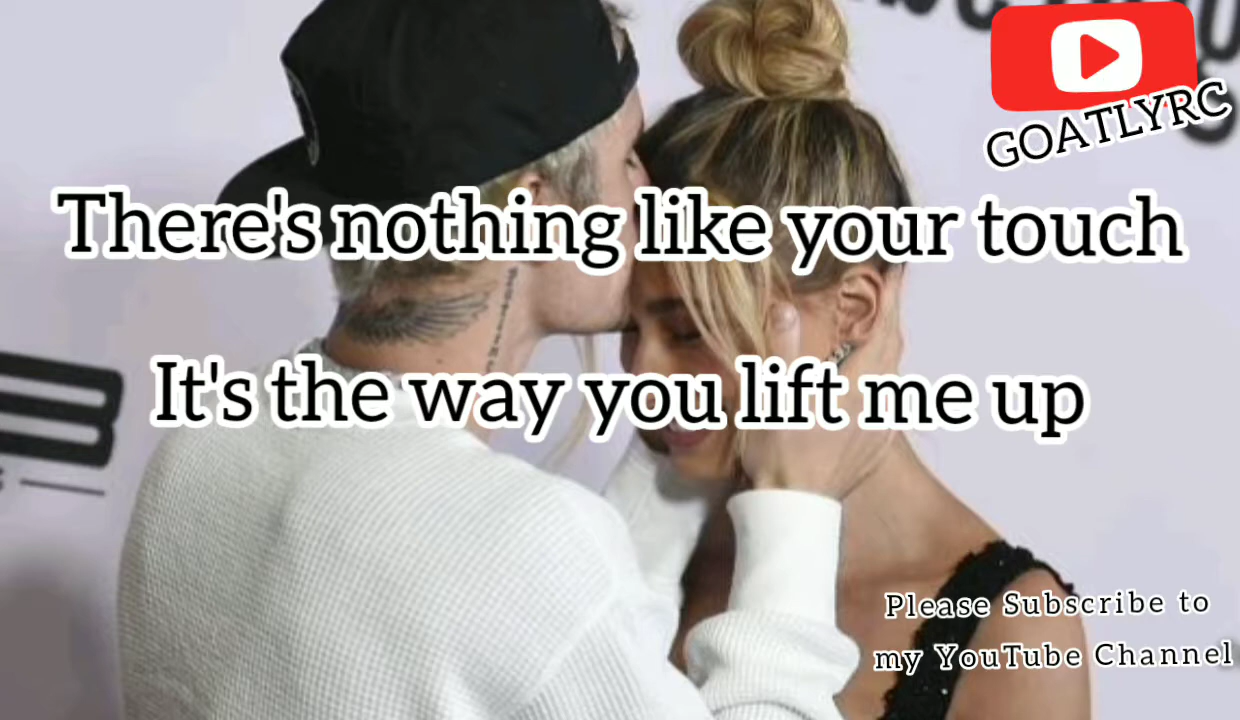 GOATLYRC
There's nothing like your touch
It's the way you lift me up
Please Subscribe to
my YouTube Channel